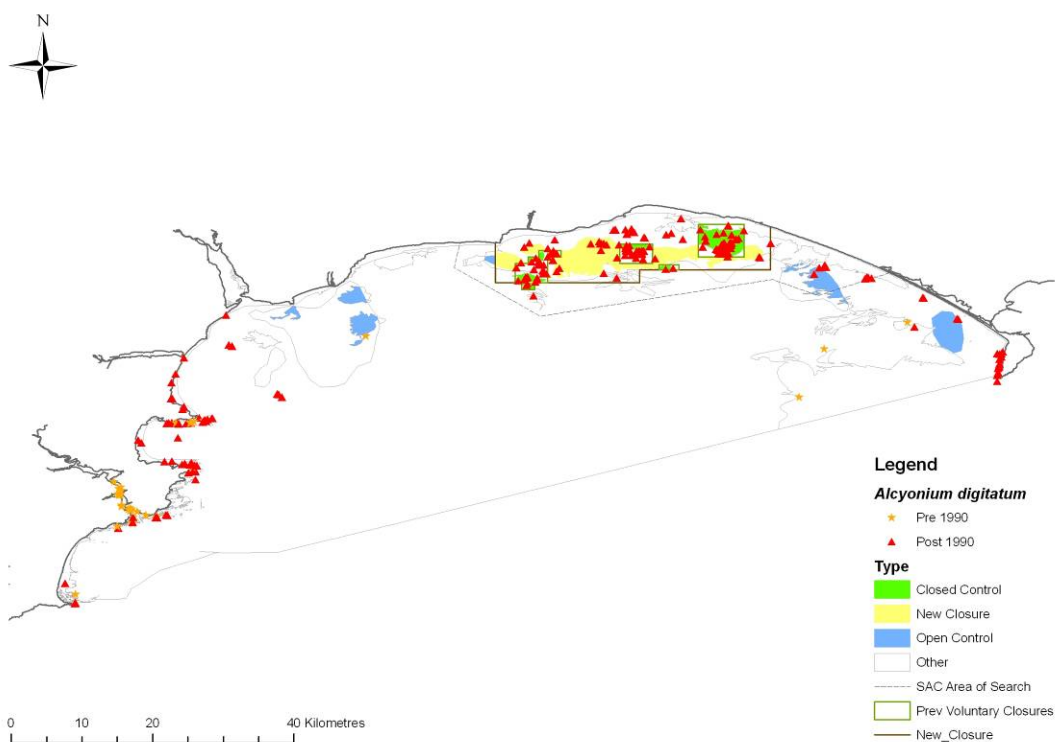 N
Legend
Alcyonium digitatum
Pre 1990
Post 1990
Type
Closed Control
New Closure
Open Control
Other
SAC Area of Search
Prev Voluntary Closures
New_Closure
0 10 20 40 Kilometres